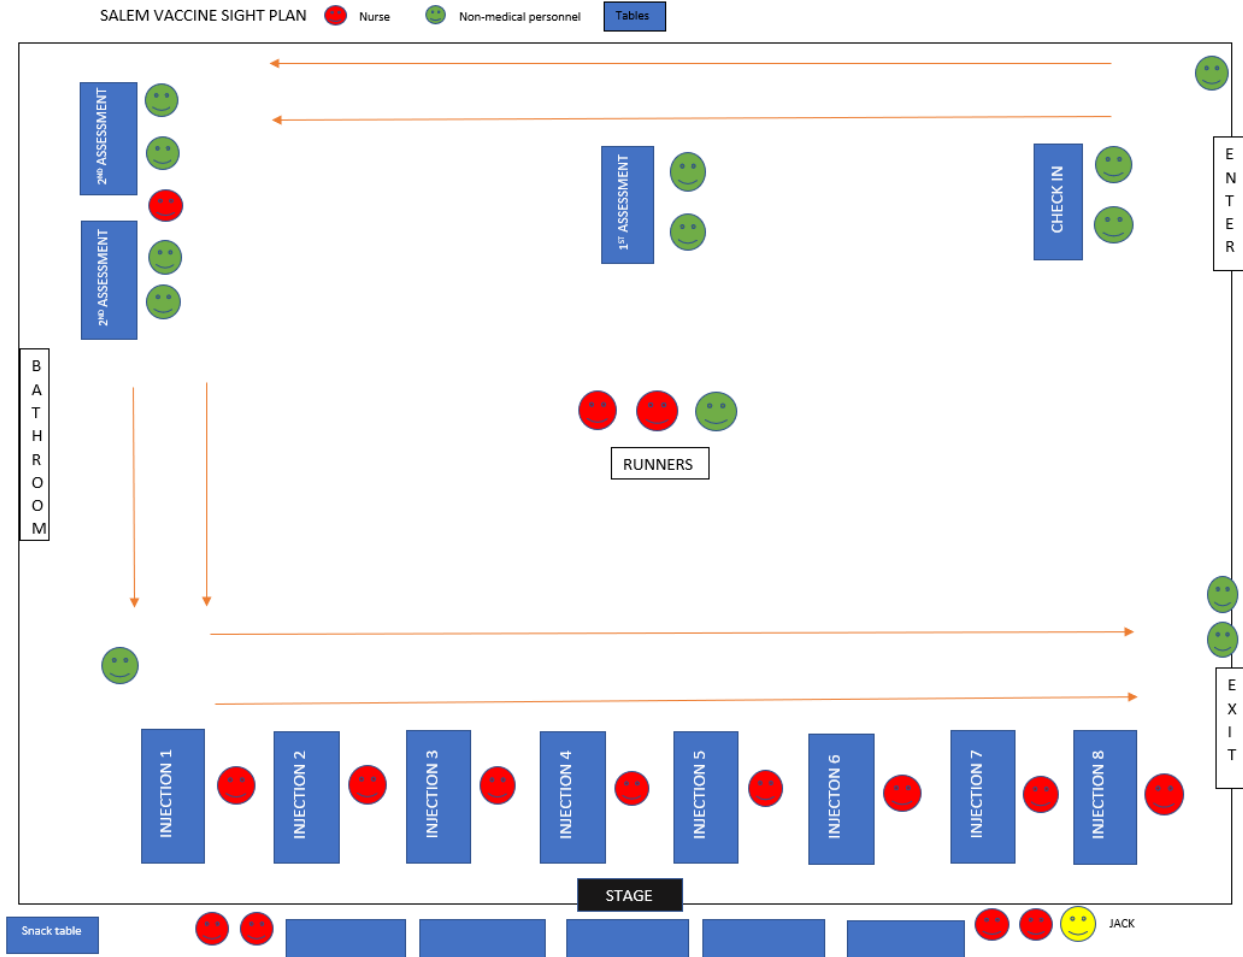 SALEM VACCINE SIGHT PLAN
Nurse
Non-medical personnel
Tables
2ND ASSESSMENT
2ND ASSESSMENT
1ST ASSESSMENT
CHECK IN
ENTER
BATHROOM
RUNNERS
EXIT
INJECTION 1
INJECTION 2
INJECTION 3
INJECTION 4
INJECTION 5
INJECTON 6
INJECTION 7
INJECTION 8
STAGE
Snack table
JACK